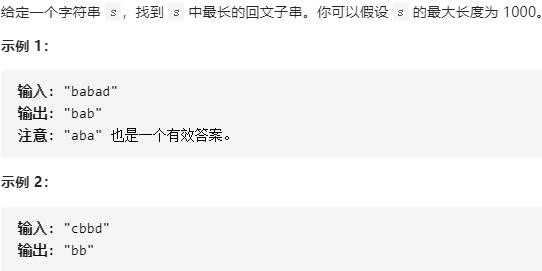 给定一个字符串 s，找到 s 中最长的回文子串。你可以假设 s 的最大长度为 1000。
示例 1：
输入: "babad"
输出: "bab"
注意: "aba" 也是一个有效答案。
示例 2：
输入: "cbbd"
输出: "bb"